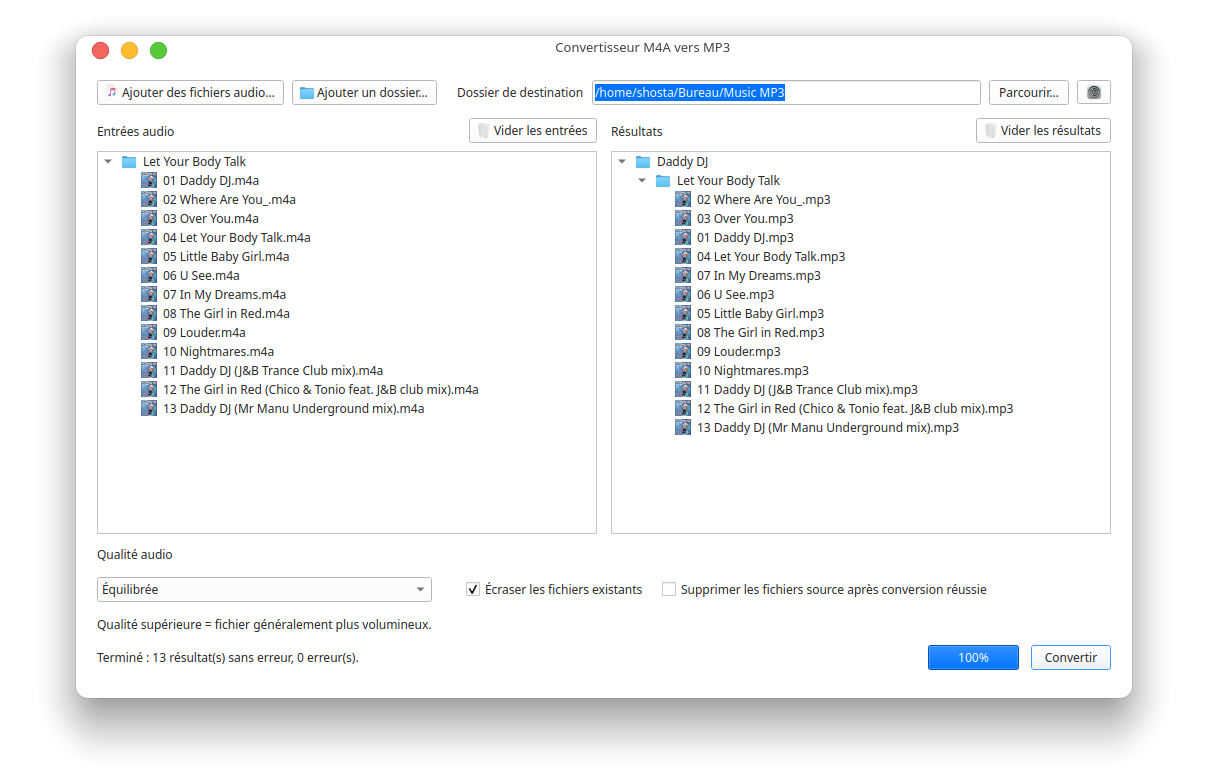 Convertisseur M4A vers MP3
Ajouter des fichiers audio...
Ajouter un dossier...
Dossier de destination
/home/shosta/Bureau/Music MP3
Parcourir...
Entrées audio
Vider les entrées
Let Your Body Talk
01 Daddy DJ.m4a
02 Where Are You_.m4a
03 Over You.m4a
04 Let Your Body Talk.m4a
05 Little Baby Girl.m4a
06 U See.m4a
07 In My Dreams.m4a
08 The Girl in Red.m4a
09 Louder.m4a
10 Nightmares.m4a
11 Daddy DJ (J&B Trance Club mix).m4a
12 The Girl in Red (Chico & Tonio feat. J&B club mix).m4a
13 Daddy DJ (Mr Manu Underground mix).m4a
Résultats
Vider les résultats
Daddy DJ
Let Your Body Talk
02 Where Are You_.mp3
03 Over You.mp3
01 Daddy DJ.mp3
04 Let Your Body Talk.mp3
07 In My Dreams.mp3
06 U See.mp3
05 Little Baby Girl.mp3
08 The Girl in Red.mp3
09 Louder.mp3
10 Nightmares.mp3
11 Daddy DJ (J&B Trance Club mix).mp3
12 The Girl in Red (Chico & Tonio feat. J&B club mix).mp3
13 Daddy DJ (Mr Manu Underground mix).mp3
Qualité audio
Équilibrée
Écraser les fichiers existants
Supprimer les fichiers source après conversion réussie
Qualité supérieure = fichier généralement plus volumineux.
Terminé : 13 résultat(s) sans erreur, 0 erreur(s).
100%
Convertir